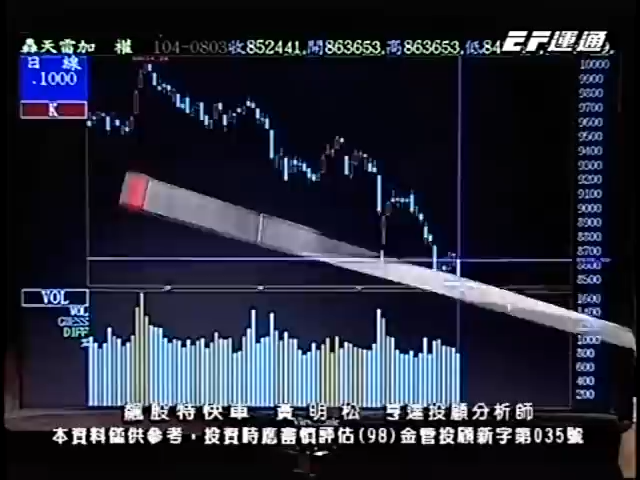 轟天雷加 權 104-0803收852441,開863653,高863653,低84
EF運通
日 線
.1000
K
10000
9900
9800
9700
9600
9500
9400
9300
9200
9100
9000
8900
8800
8700
8600
8500
VOL
VOL
DIFF
1600
1400
1000
800
600
400
200
飆股特快車 黃明松 亨達投顧分析師
本資料僅供參考，投資時應審慎評估(98)金管投顧新字第035號